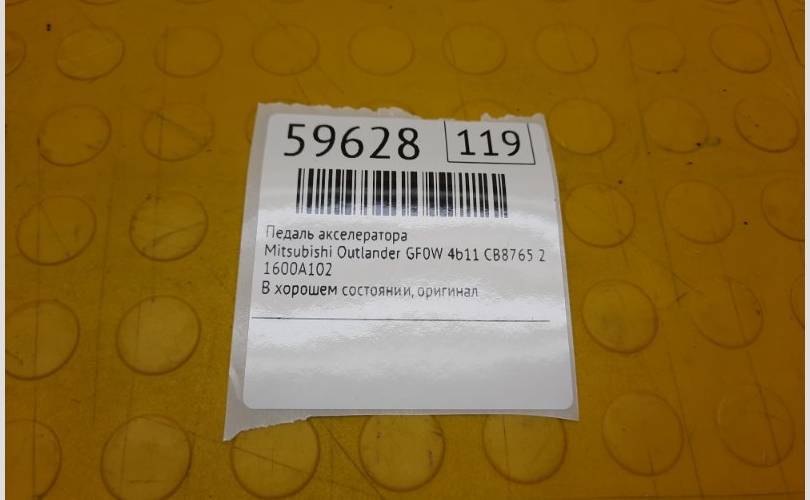 59628 119
Педаль акселератора
Mitsubishi Outlander GF0W 4b11 CB8765 2
1600A102
В хорошем состоянии, оригинал